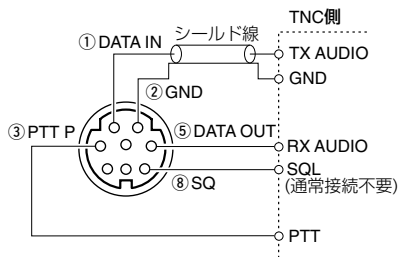 TNC側
① DATA IN
シールド線
TX AUDIO
② GND
GND
③ PTT P
⑤ DATA OUT
RX AUDIO
⑧ SQ
SQL
(通常接続不要)
PTT